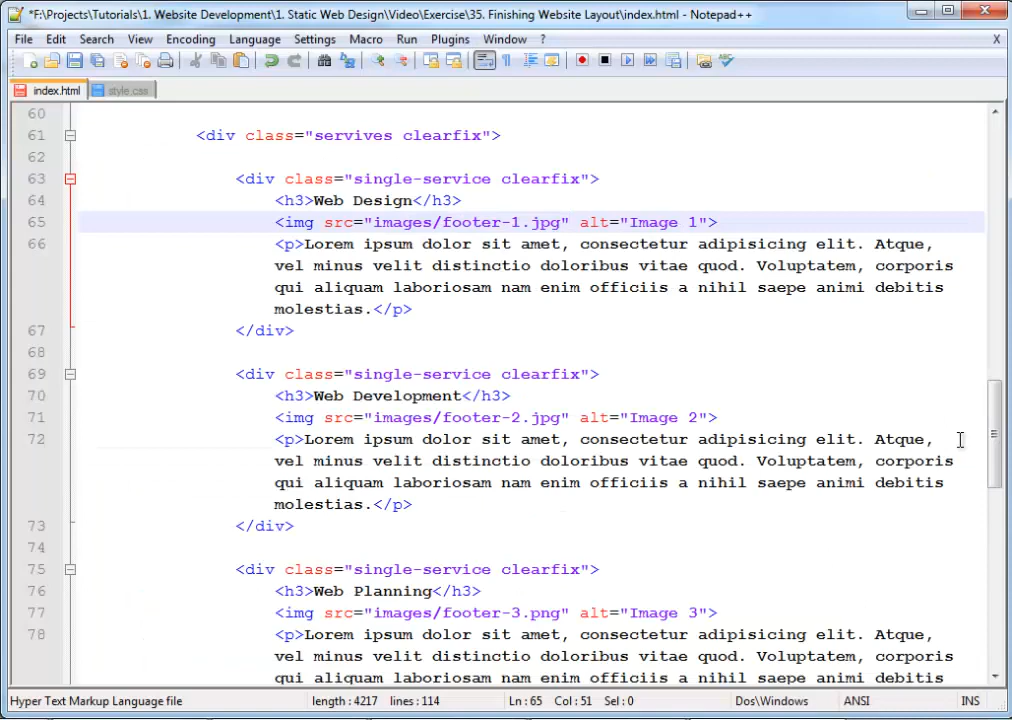 *F:\Projects\Tutorials\1. Website Development\1. Static Web Design\Video\Exercise\35. Finishing Website Layout\index.html - Notepad++
File Edit Search View Encoding Language Settings Macro Run Plugins Window ? X
index.html style.css
60
61 <div class="servives clearfix">
62
63 <div class="single-service clearfix">
64 <h3>Web Design</h3>
65 <img src="images/footer-1.jpg" alt="Image 1">
66 <p>Lorem ipsum dolor sit amet, consectetur adipisicing elit. Atque,
vel minus velit distinctio doloribus vitae quod. Voluptatem, corporis
qui aliquam laboriosam nam enim officiis a nihil saepe animi debitis
molestias.</p>
67 </div>
68
69 <div class="single-service clearfix">
70 <h3>Web Development</h3>
71 <img src="images/footer-2.jpg" alt="Image 2">
72 <p>Lorem ipsum dolor sit amet, consectetur adipisicing elit. Atque,
vel minus velit distinctio doloribus vitae quod. Voluptatem, corporis
qui aliquam laboriosam nam enim officiis a nihil saepe animi debitis
molestias.</p>
73 </div>
74
75 <div class="single-service clearfix">
76 <h3>Web Planning</h3>
77 <img src="images/footer-3.png" alt="Image 3">
78 <p>Lorem ipsum dolor sit amet, consectetur adipisicing elit. Atque,
vel minus velit distinctio doloribus vitae quod. Voluptatem, corporis
qui aliquam laboriosam nam enim officiis a nihil saepe animi debitis
Hyper Text Markup Language file length : 4217 lines : 114 Ln : 65 Col : 51 Sel : 0 Dos\Windows ANSI INS